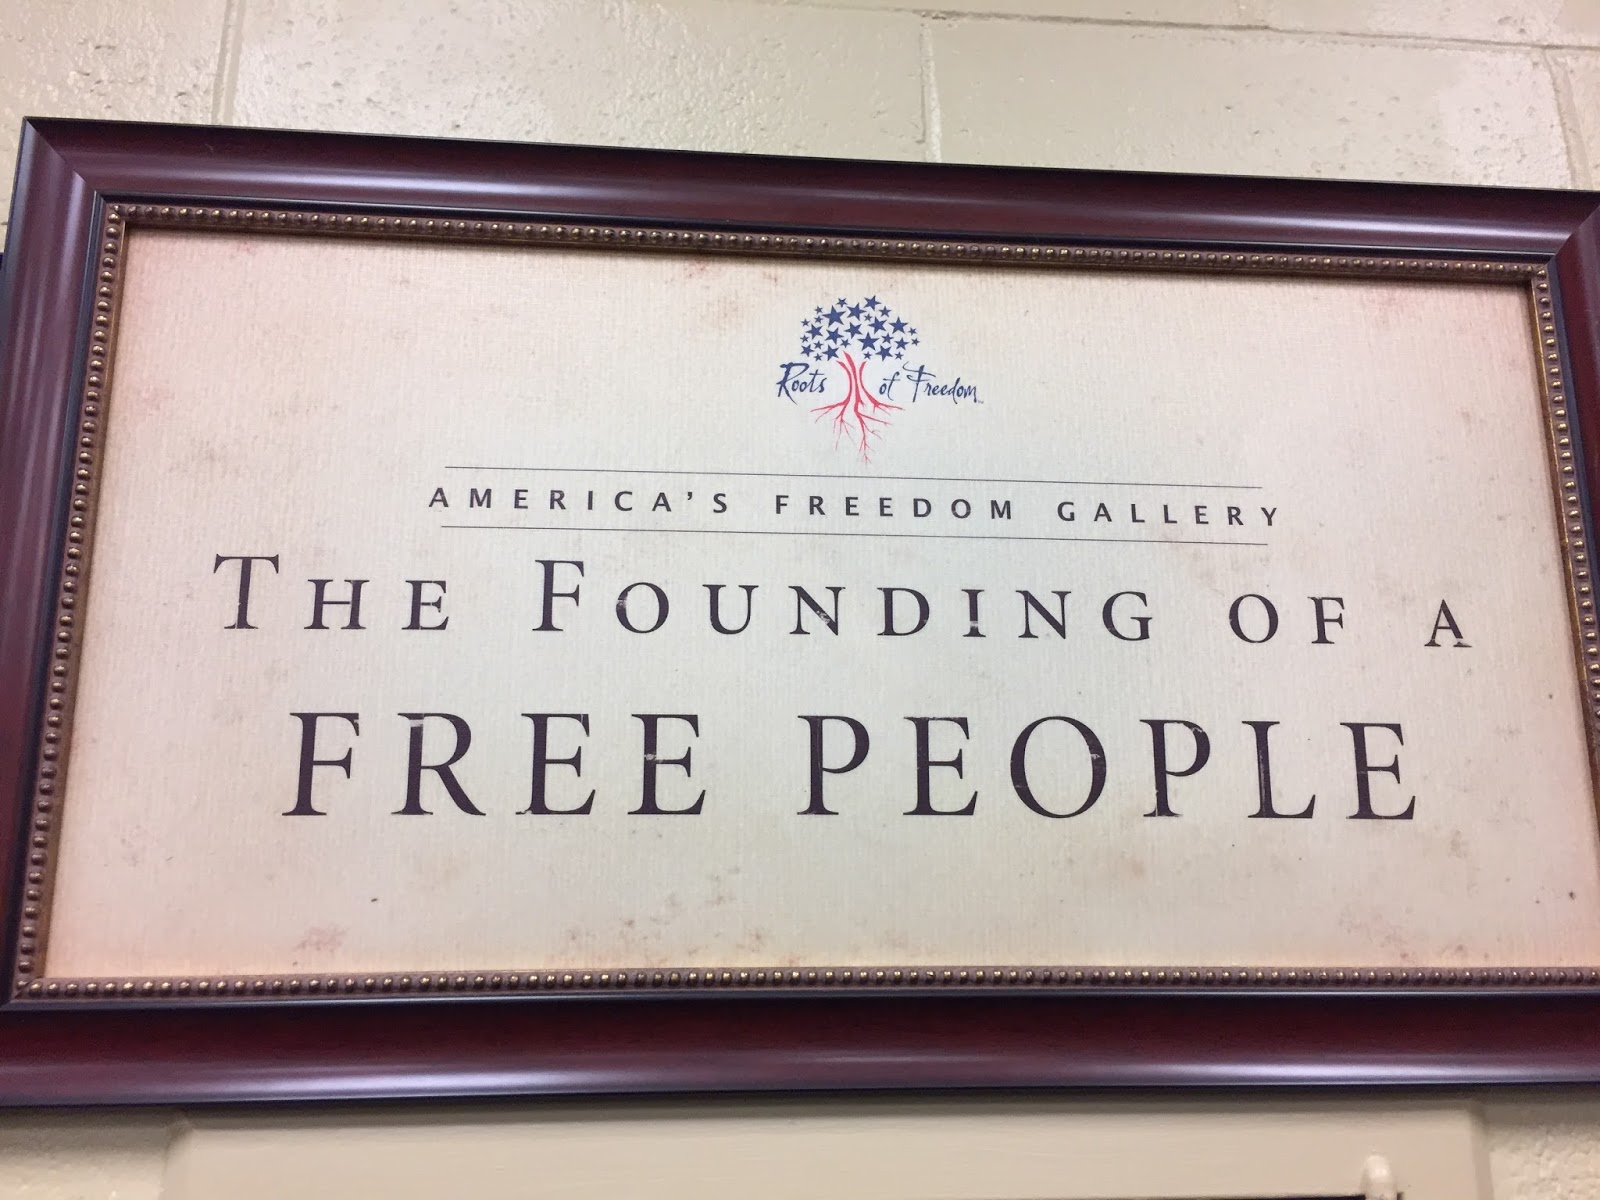 Roots of Freedom
AMERICA'S FREEDOM GALLERY
THE FOUNDING OF A
FREE PEOPLE